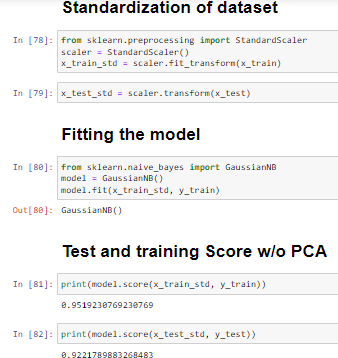 Standardization of dataset
In [78]: from sklearn.preprocessing import StandardScaler
scaler = StandardScaler()
x_train_std = scaler.fit_transform(x_train)
In [79]: x_test_std = scaler.transform(x_test)
Fitting the model
In [80]: from sklearn.naive_bayes import GaussianNB
model = GaussianNB()
model.fit(x_train_std, y_train)
Out[80]: GaussianNB()
Test and training Score w/o PCA
In [81]: print(model.score(x_train_std, y_train))
0.9519230769230769
In [82]: print(model.score(x_test_std, y_test))
0.9221789883268483